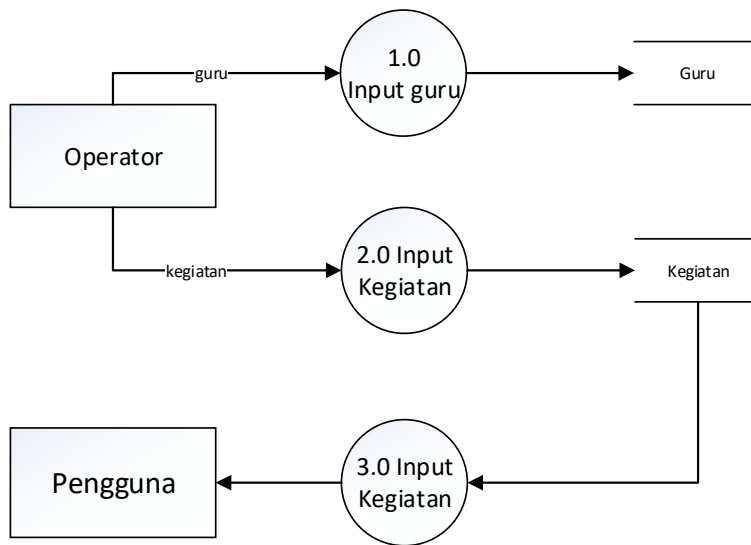 guru
1.0
Input guru
Guru
Operator
kegiatan
2.0 Input
Kegiatan
Kegiatan
Pengguna
3.0 Input
Kegiatan